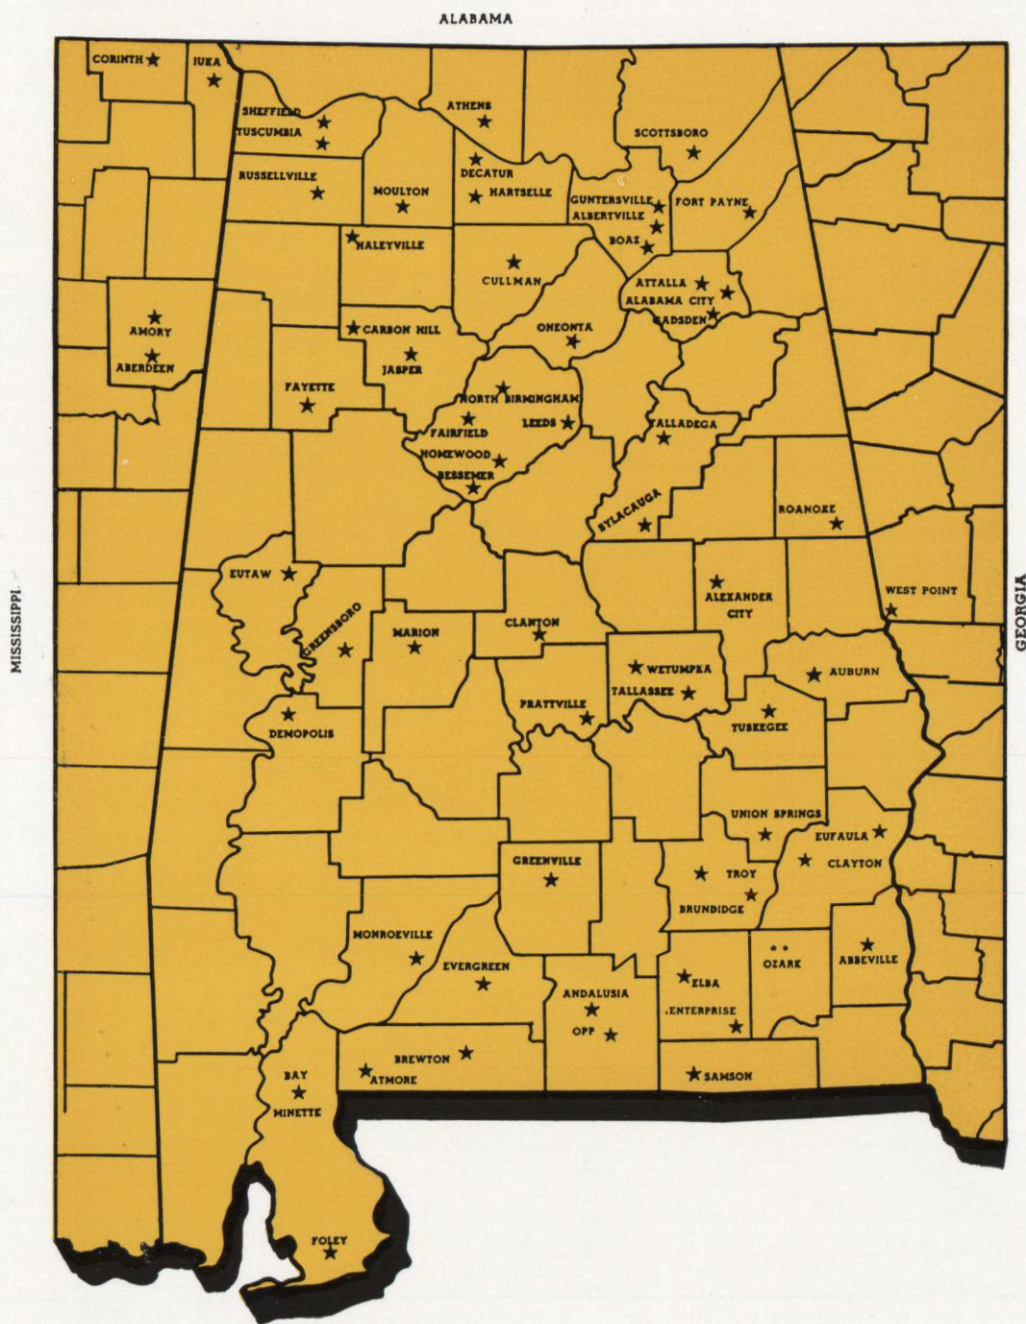 ALABAMA
CORINTH
IUKA
SHEFFIELD
TUSCUMBIA
ATHENS
SCOTTSBORO
DECATUR
HARTSELLE
RUSSELLVILLE
MOULTON
GUNTERSVILLE
ALBERTVILLE
BOAZ
FORT PAYNE
HALEYVILLE
CULLMAN
ATTALLA
ALABAMA CITY
GADSDEN
AMORY
ABERDEEN
CARBON HILL
JASPER
ONEONTA
FAYETTE
NORTH BIRMINGHAM
FAIRFIELD
LEEDS
HOMEWOOD
BESSEMER
TALLADEGA
SYLACAUGA
ROANOKE
EUTAW
GREENSBORO
MARION
CLANTON
ALEXANDER
CITY
WEST POINT
MISSISSIPPI
GEORGIA
WETUMPKA
TALLASSEE
AUBURN
PRATTVILLE
TUSKEGEE
DEMOPOLIS
UNION SPRINGS
EUFAULA
CLAYTON
GREENVILLE
TROY
BRUNDIDGE
MONROEVILLE
EVERGREEN
ANDALUSIA
OPP
ELBA
ENTERPRISE
OZARK
ABBEVILLE
BREWTON
ATMORE
SAMSON
BAY
MINETTE
FOLEY